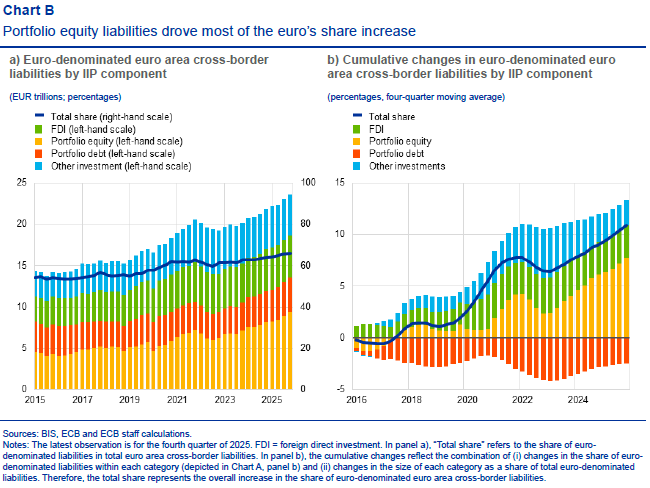 Chart B
Portfolio equity liabilities drove most of the euro's share increase
a) Euro-denominated euro area cross-border
liabilities by IIP component
(EUR trillions; percentages)
Total share (right-hand scale)
FDI (left-hand scale)
Portfolio equity (left-hand scale)
Portfolio debt (left-hand scale)
Other investment (left-hand scale)
25
20
15
10
5
0
100
80
60
40
20
0
2015
2017
2019
2021
2023
2025
b) Cumulative changes in euro-denominated euro
area cross-border liabilities by IIP component
(percentages, four-quarter moving average)
Total share
FDI
Portfolio equity
Portfolio debt
Other investments
15
10
5
0
-5
2016
2018
2020
2022
2024
Sources: BIS, ECB and ECB staff calculations.
Notes: The latest observation is for the fourth quarter of 2025. FDI = foreign direct investment. In panel a), "Total share" refers to the share of euro-
denominated liabilities in total euro area cross-border liabilities. In panel b), the cumulative changes reflect the combination of (i) changes in the share of euro-
denominated liabilities within each category (depicted in Chart A, panel b) and (ii) changes in the size of each category as a share of total euro-denominated
liabilities. Therefore, the total share represents the overall increase in the share of euro-denominated euro area cross-border liabilities.